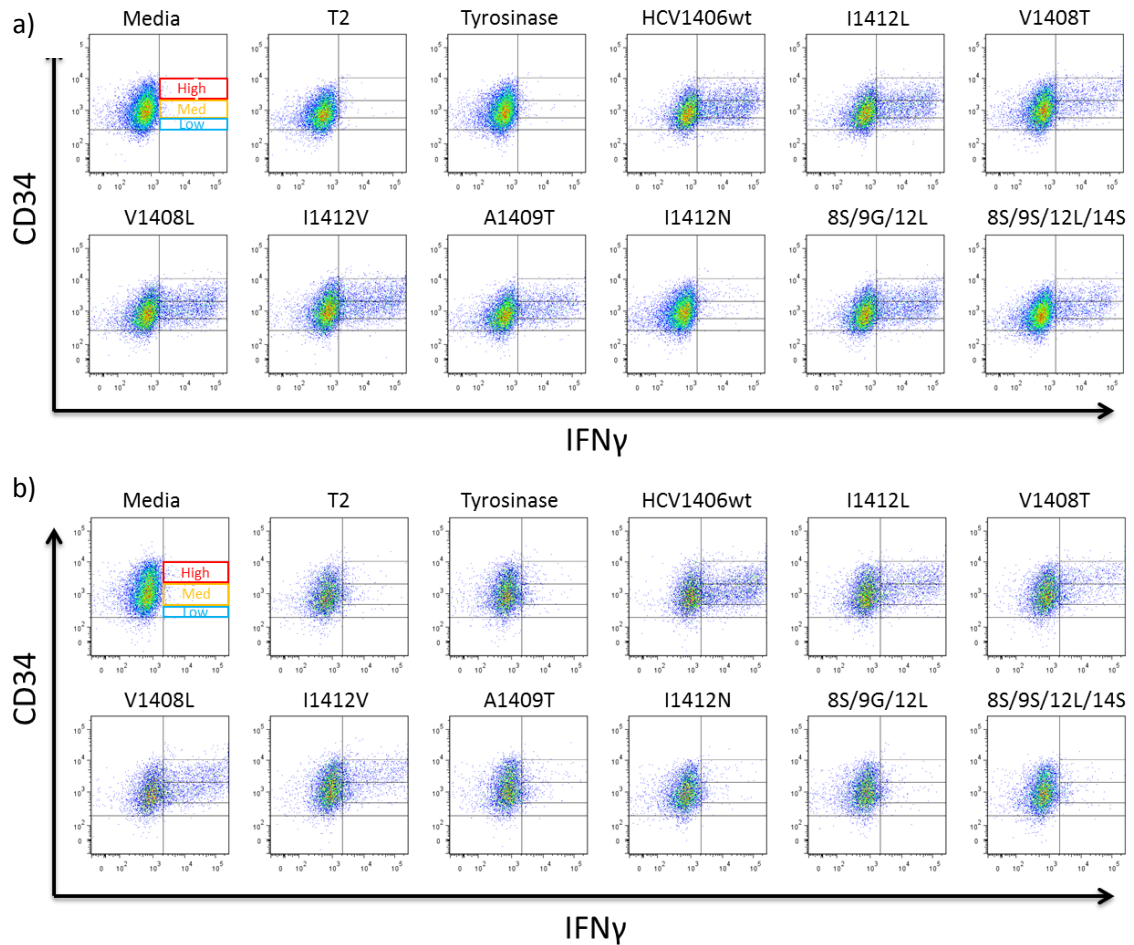 a)
Media T2 Tyrosinase HCV1406wt I1412L V1408T
High
Med
Low
V1408L I1412V A1409T I1412N 8S/9G/12L 8S/9S/12L/14S
CD34
IFNγ
b)
Media T2 Tyrosinase HCV1406wt I1412L V1408T
High
Med
Low
V1408L I1412V A1409T I1412N 8S/9G/12L 8S/9S/12L/14S
CD34
IFNγ